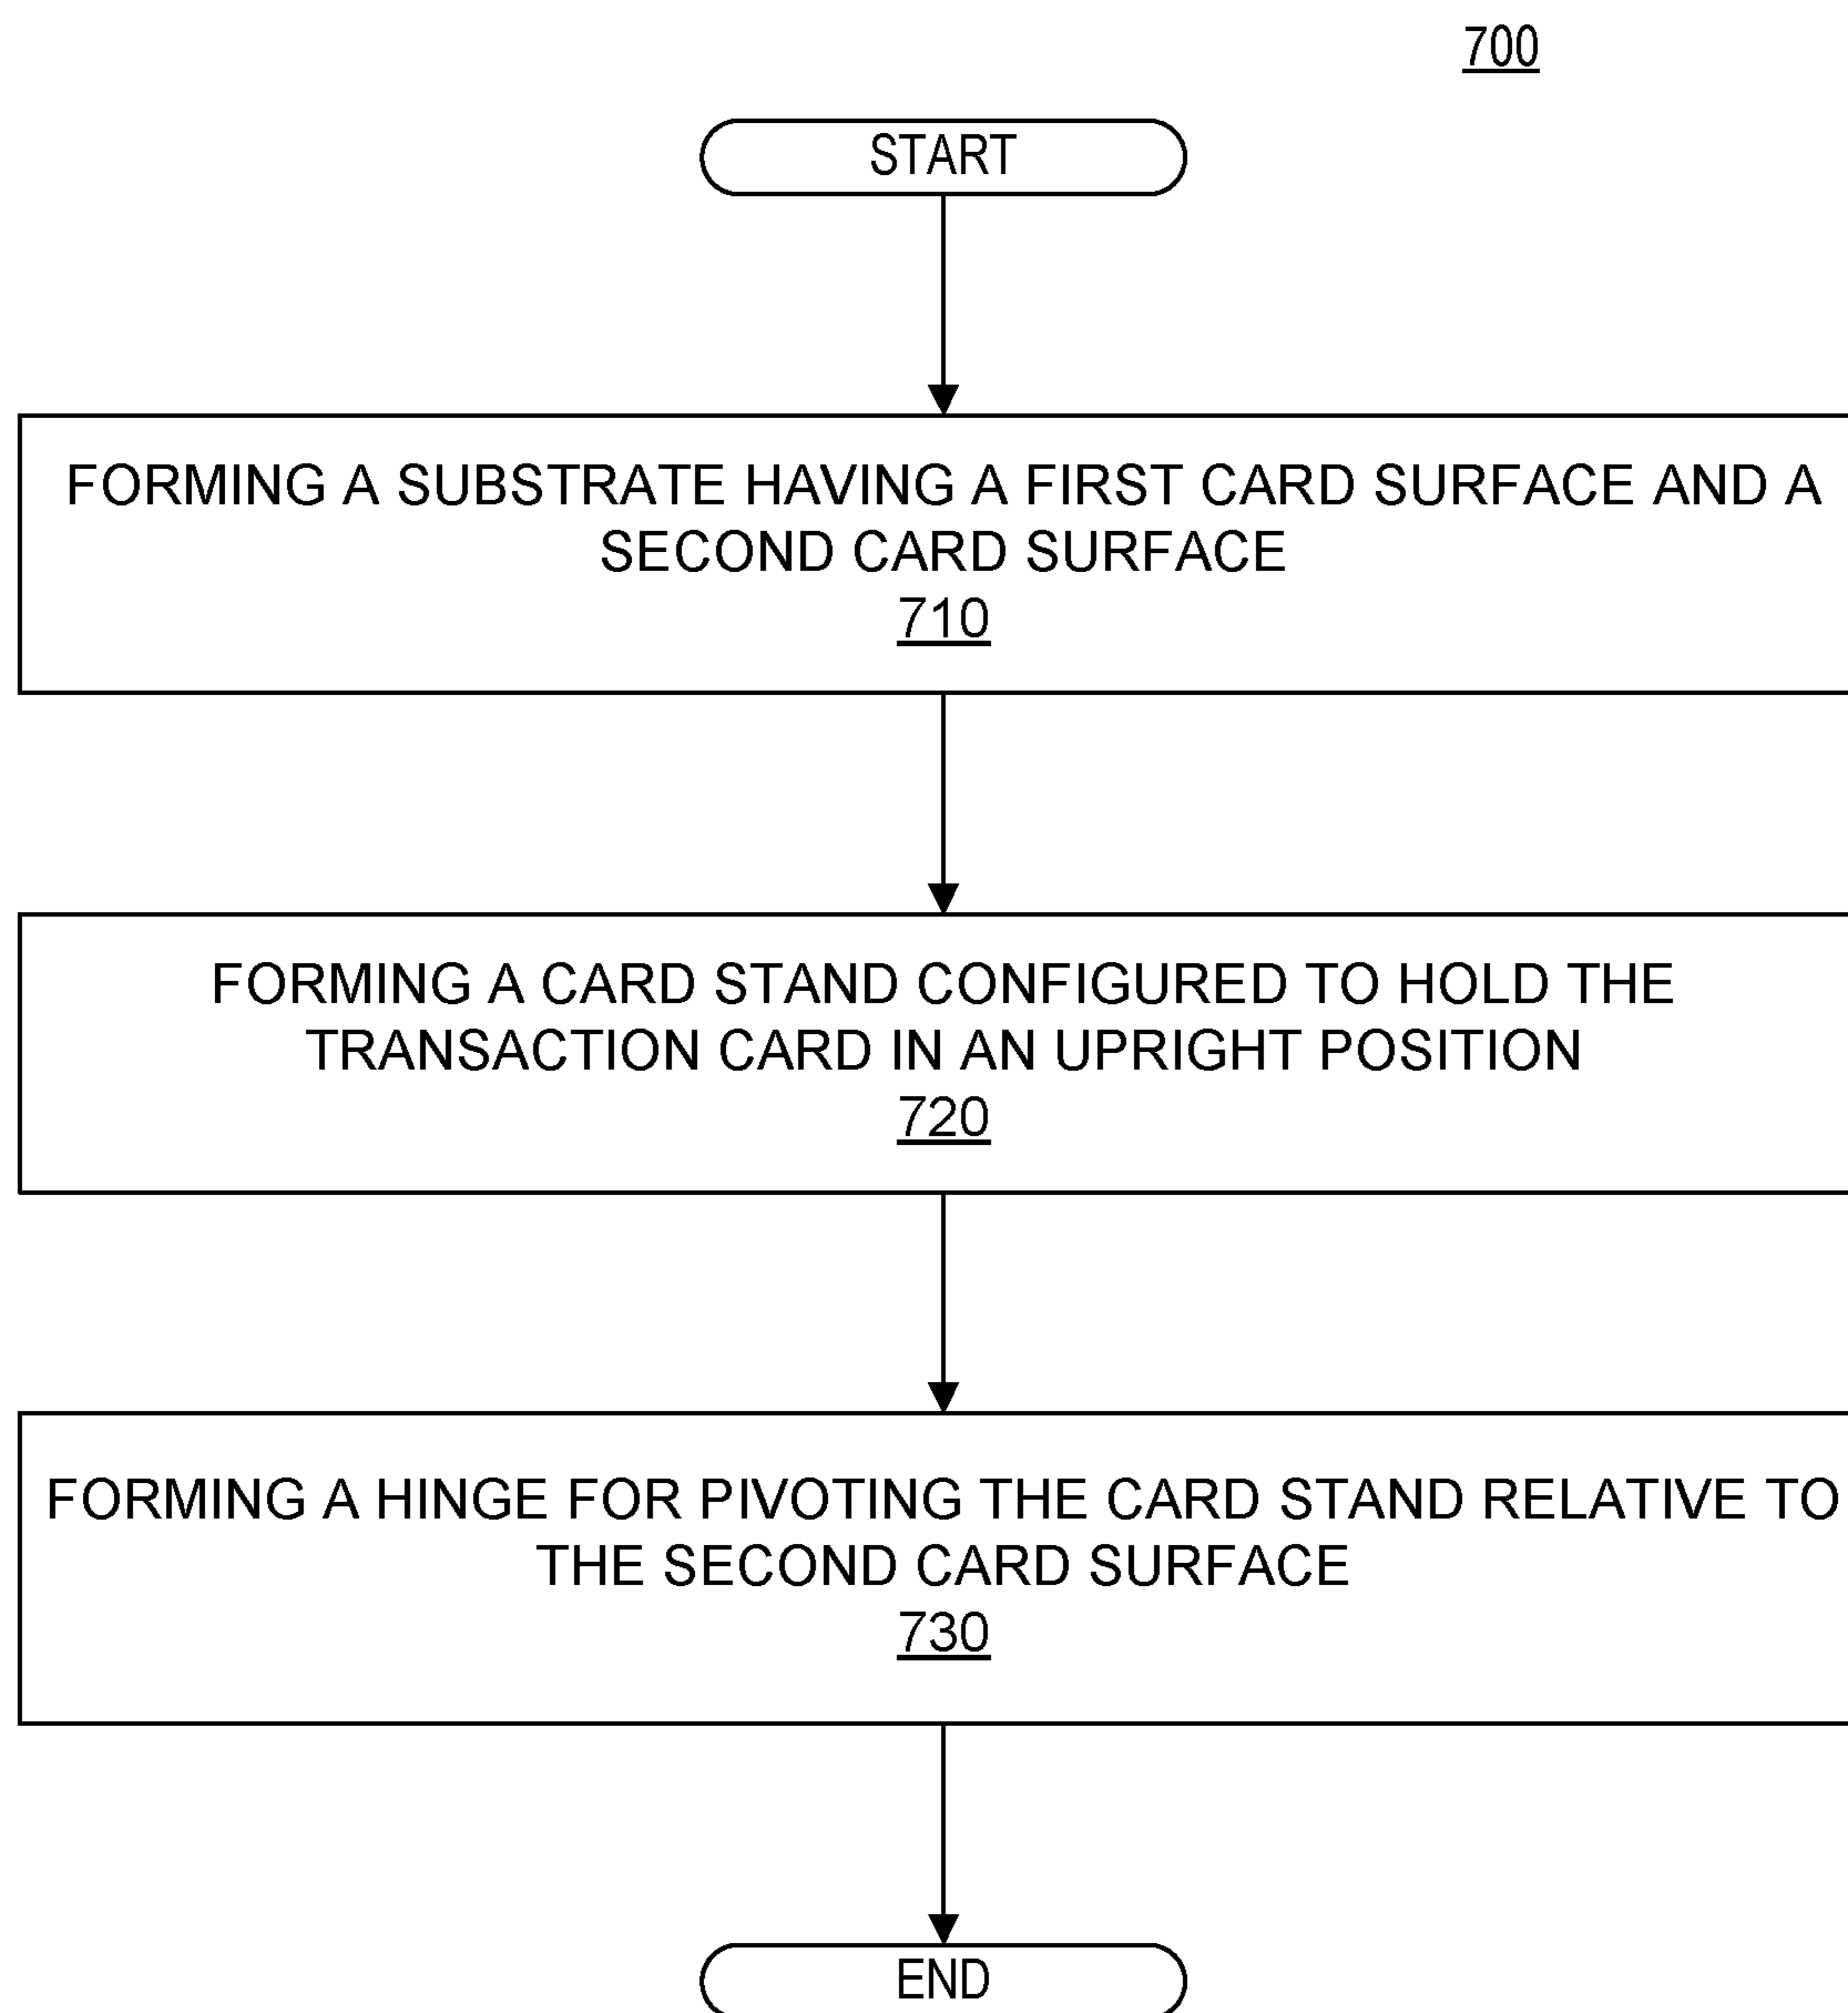 700
START
FORMING A SUBSTRATE HAVING A FIRST CARD SURFACE AND A
SECOND CARD SURFACE
710
FORMING A CARD STAND CONFIGURED TO HOLD THE
TRANSACTION CARD IN AN UPRIGHT POSITION
720
FORMING A HINGE FOR PIVOTING THE CARD STAND RELATIVE TO
THE SECOND CARD SURFACE
730
END